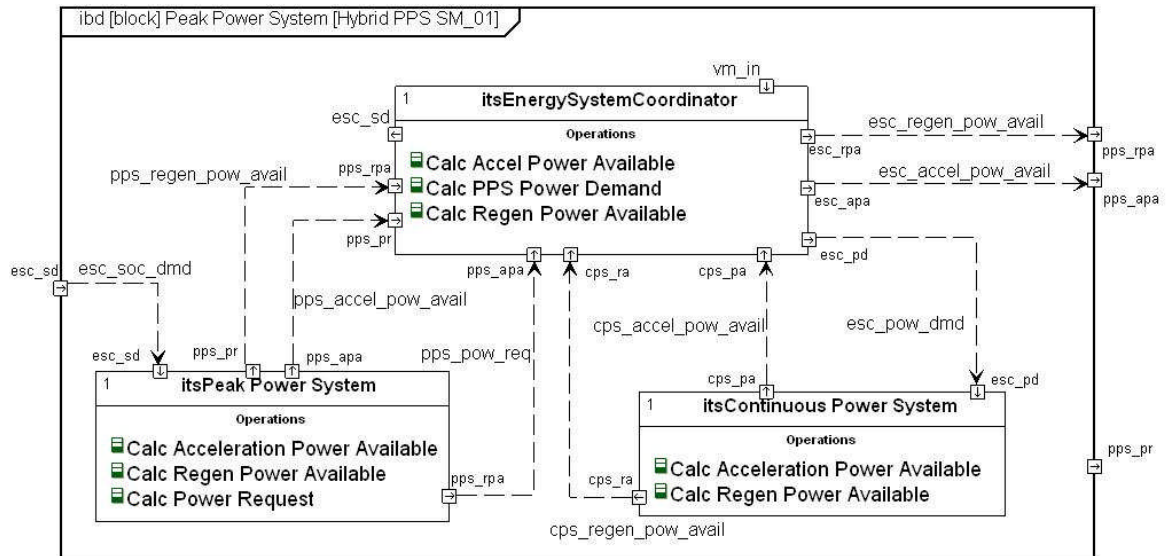 ibd [block] Peak Power System [Hybrid PPS SM_01]
vm_in
1 itsEnergySystemCoordinator
esc_sd
Operations
Calc Accel Power Available
Calc PPS Power Demand
Calc Regen Power Available
pps_rpa
pps_pr
pps_apa
cps_ra
cps_pa
esc_rpa
esc_apa
esc_pd
esc_regen_pow_avail
pps_rpa
esc_accel_pow_avail
pps_apa
pps_regen_pow_avail
esc_sd
esc_soc_dmd
pps_accel_pow_avail
pps_pow_req
cps_accel_pow_avail
esc_pow_dmd
esc_sd
pps_pr
pps_apa
1 itsPeak Power System
Operations
Calc Acceleration Power Available
Calc Regen Power Available
Calc Power Request
pps_rpa
cps_pa
esc_pd
1 itsContinuous Power System
Operations
Calc Acceleration Power Available
Calc Regen Power Available
cps_ra
cps_regen_pow_avail
pps_pr